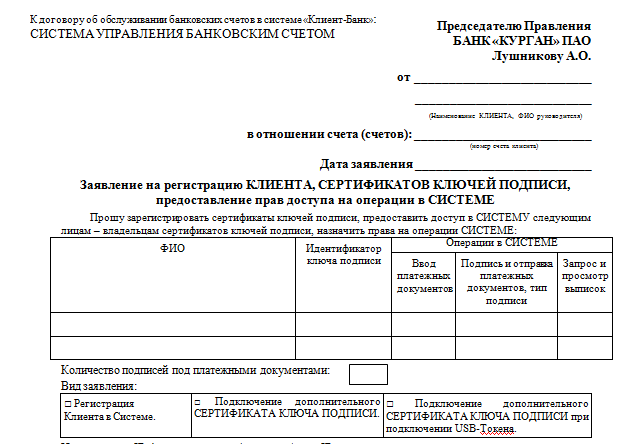 К договору об обслуживании банковских счетов в системе «Клиент-Банк»:
СИСТЕМА УПРАВЛЕНИЯ БАНКОВСКИМ СЧЕТОМ
Председателю Правления
БАНК «КУРГАН» ПАО
Лушникову А.О.
от ___________________________
___________________________
(Наименование КЛИЕНТА, ФИО руководителя)
в отношении счета (счетов): ___________________________
(номер счета клиента)
Дата заявления ___________________________
Заявление на регистрацию КЛИЕНТА, СЕРТИФИКАТОВ КЛЮЧЕЙ ПОДПИСИ,
предоставление прав доступа на операции в СИСТЕМЕ
Прошу зарегистрировать сертификаты ключей подписи, предоставить доступ в СИСТЕМУ следующим
лицам – владельцам сертификатов ключей подписи, назначить права на операции СИСТЕМЕ:
ФИО
Идентификатор
ключа подписи
Операции в СИСТЕМЕ
Ввод
платежных
документов
Подпись и отправка
платежных
документов, тип
подписи
Запрос и
просмотр
выписок
Количество подписей под платежными документами:
Вид заявления:
□ Регистрация
Клиента в Системе.
□ Подключение дополнительного
СЕРТИФИКАТА КЛЮЧА ПОДПИСИ.
□ Подключение дополнительного
СЕРТИФИКАТА КЛЮЧА ПОДПИСИ при
подключении USB-Токена.